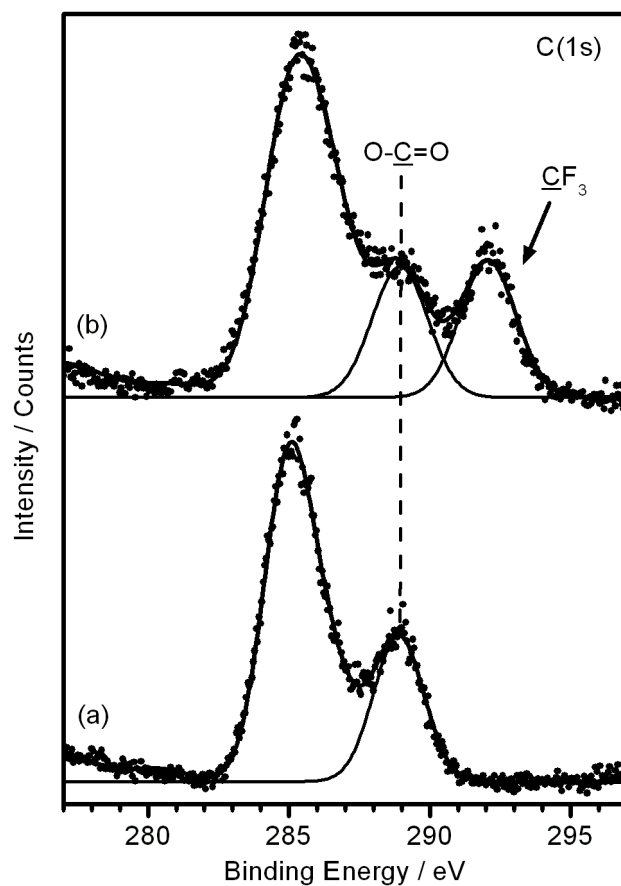 C(1s)
O-C=O
CF3
(b)
(a)
Intensity / Counts
280 285 290 295
Binding Energy / eV